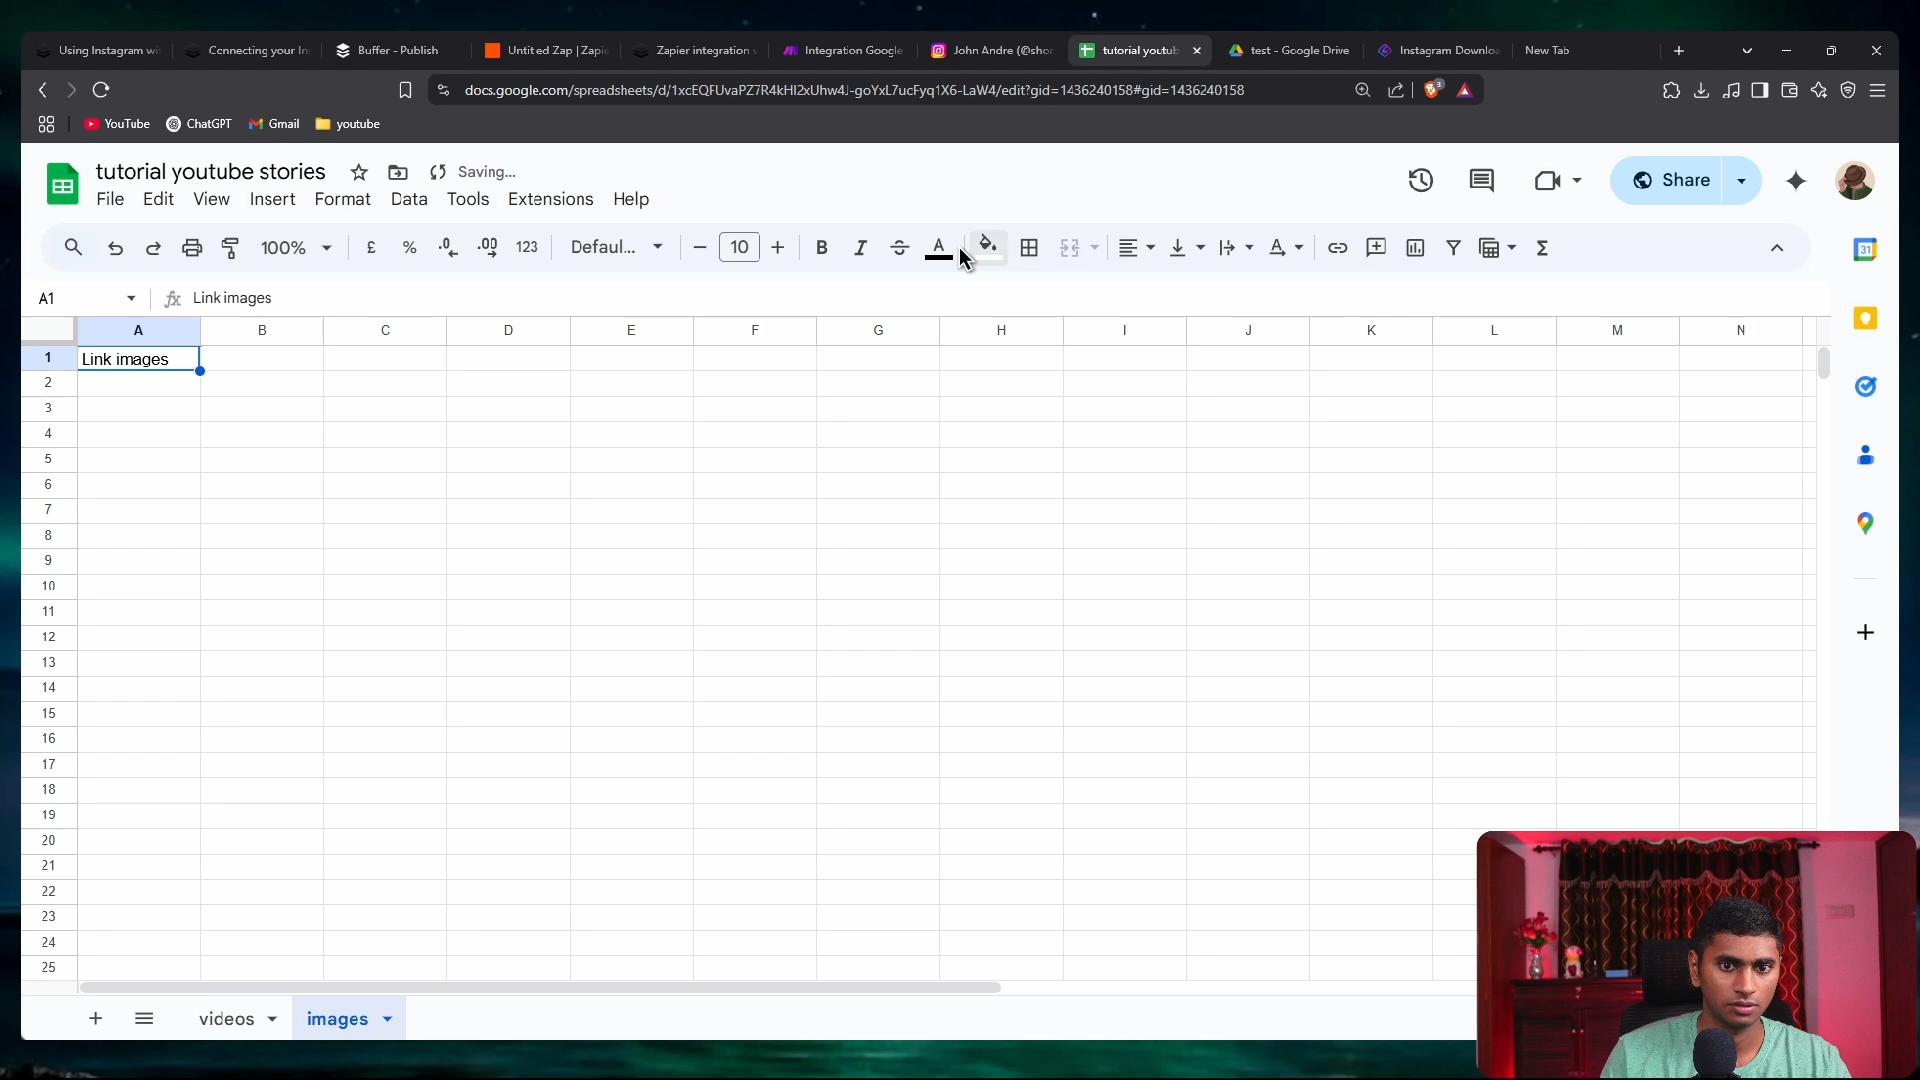 Using Instagram wi
Connecting your In
Buffer - Publish
Untitled Zap | Zapie
Zapier integration v
Integration Google
John Andre (@shor
tutorial youtub
test - Google Drive
Instagram Downloa
New Tab
docs.google.com/spreadsheets/d/1xcEQFUvaPZ7R4kHI2xUhw4J-goYxL7ucFyq1X6-LaW4/edit?gid=1436240158#gid=1436240158
3
YouTube
ChatGPT
Gmail
youtube
tutorial youtube stories
Saving...
Share
File Edit View Insert Format Data Tools Extensions Help
100% £ % .0 .00 123 Defaul... 10 B I A
31
A1 Link images
A B C D E F G H I J K L M N
1 Link images
2
3
4
5
6
7
8
9
10
11
12
13
14
15
16
17
18
19
20
21
22
23
24
25
videos images